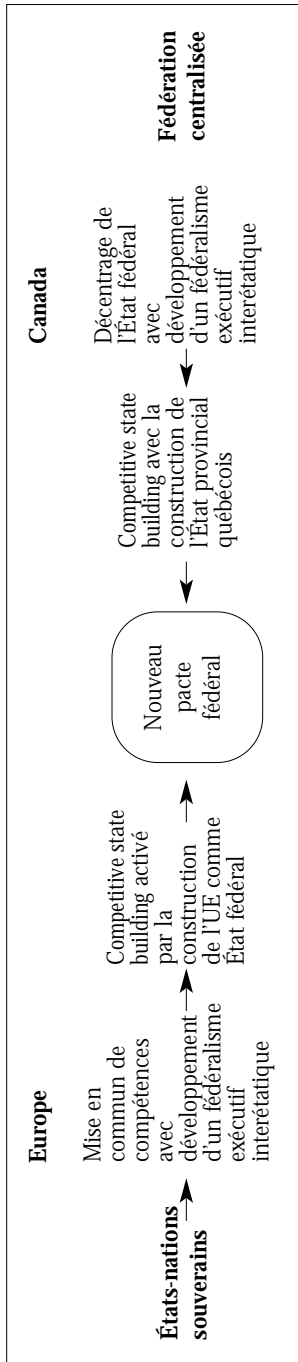 Europe
Canada
États-nations
souverains
Mise en
commun de
compétences
avec
développement
d'un fédéralisme
exécutif
interétatique
Competitive state
building activé
par la
construction
de l'UE comme
État fédéral
Nouveau
pacte
fédéral
Competitive state
building avec la
construction de
l'État provincial
québécois
Décentrage de
l'État fédéral
avec
développement
d'un fédéralisme
exécutif
interétatique
Fédération
centralisée